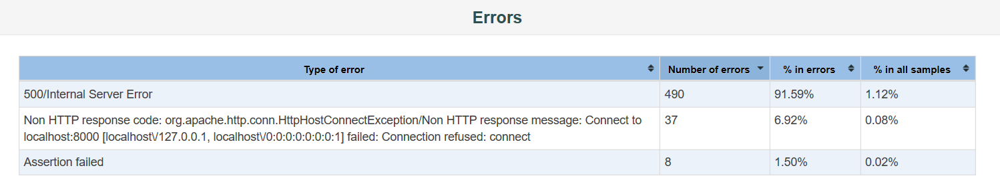 Errors
Type of error Number of errors % in errors % in all samples
500/Internal Server Error 490 91.59% 1.12%
Non HTTP response code: org.apache.http.conn.HttpHostConnectException/Non HTTP response message: Connect to 37 6.92% 0.08%
localhost:8000 [localhost\/127.0.0.1, localhost\/0:0:0:0:0:0:0:1] failed: Connection refused: connect
Assertion failed 8 1.50% 0.02%